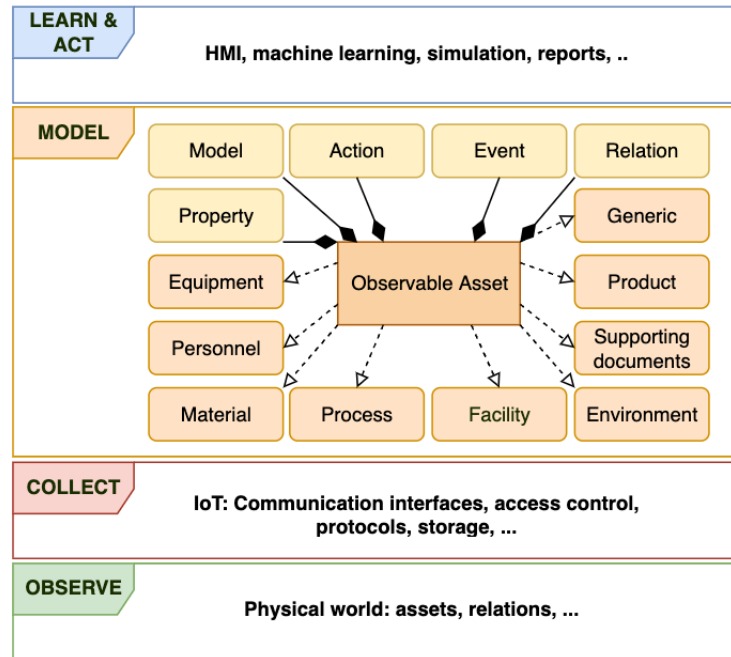 LEARN &
ACT
HMI, machine learning, simulation, reports, ..
MODEL
Model
Action
Event
Relation
Property
Generic
Equipment
Observable Asset
Product
Personnel
Supporting
documents
Material
Process
Facility
Environment
COLLECT
IoT: Communication interfaces, access control,
protocols, storage, ...
OBSERVE
Physical world: assets, relations, ...